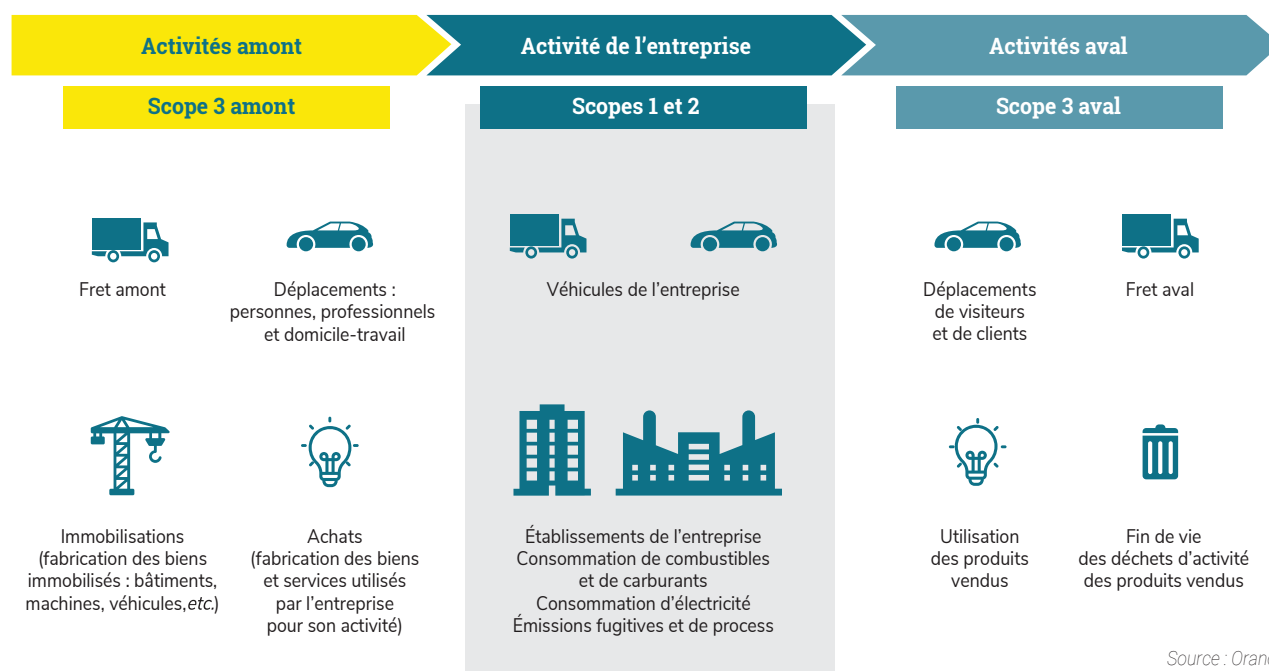 Activités amont
Activité de l'entreprise
Activités aval
Scope 3 amont
Scopes 1 et 2
Scope 3 aval
Fret amont
Déplacements :
personnes, professionnels
et domicile-travail
Véhicules de l'entreprise
Déplacements
de visiteurs
et de clients
Fret aval
Immobilisations
(fabrication des biens
immobilisés : bâtiments,
machines, véhicules,etc.)
Achats
(fabrication des biens
et services utilisés
par l'entreprise
pour son activité)
Établissements de l'entreprise
Consommation de combustibles
et de carburants
Consommation d'électricité
Émissions fugitives et de process
Utilisation
des produits
vendus
Fin de vie
des déchets d'activité
des produits vendus
Source :